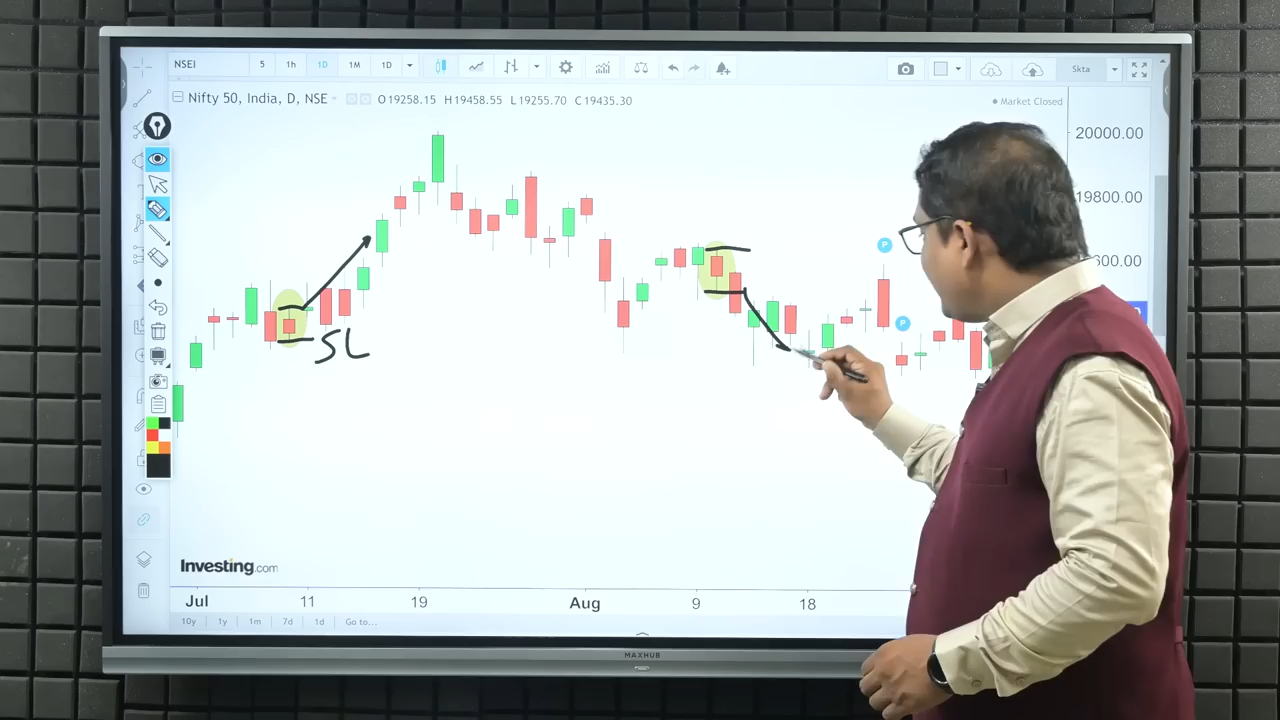 NSEI 5 1h 1D 1M 1D Skta
Nifty 50, India, D, NSE O19258.15 H19458.55 L19255.70 C19435.30
Market Closed
20000.00
19800.00
600.00
P
P
SL
Investing.com
Jul 11 19 Aug 9 18
10y 1y 1m 7d 1d Go to...
MAXHUB